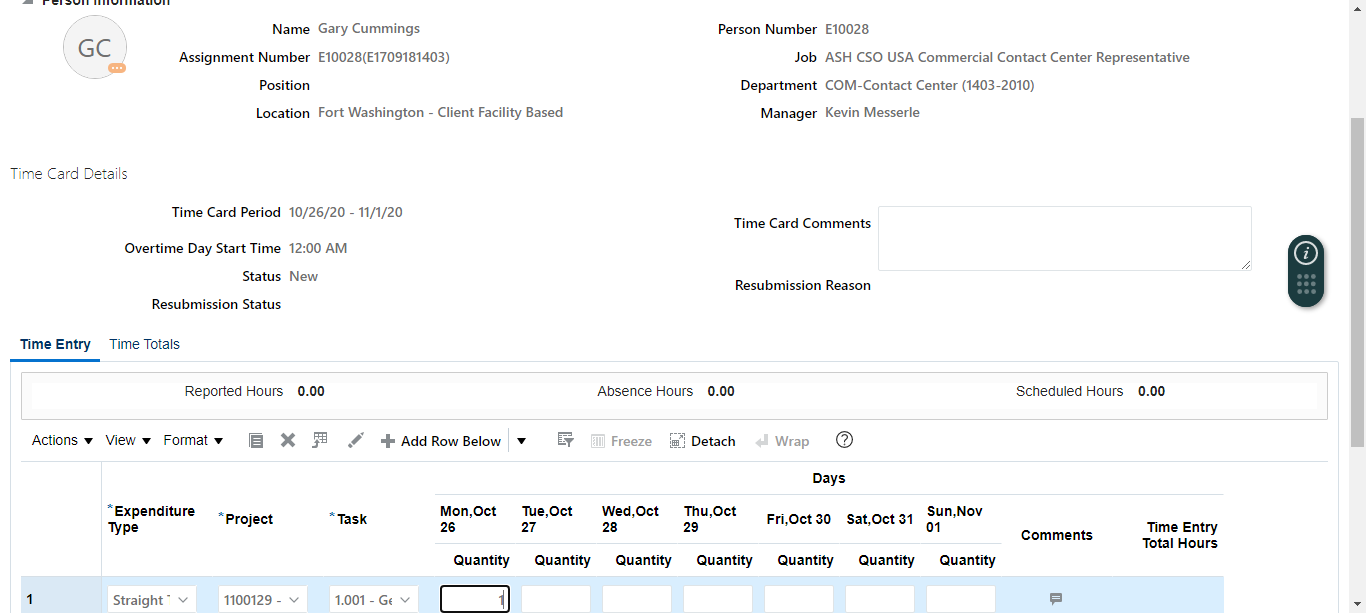 Person Information
GC
Name Gary Cummings
Person Number E10028
Assignment Number E10028(E1709181403)
Job ASH CSO USA Commercial Contact Center Representative
Position
Department COM-Contact Center (1403-2010)
Location Fort Washington - Client Facility Based
Manager Kevin Messerle
Time Card Details
Time Card Period 10/26/20 - 11/1/20
Time Card Comments
Overtime Day Start Time 12:00 AM
Status New
Resubmission Reason
Resubmission Status
Time Entry Time Totals
Reported Hours 0.00 Absence Hours 0.00 Scheduled Hours 0.00
Actions View Format Add Row Below Freeze Detach Wrap
Days
*Expenditure Type *Project *Task Mon,Oct 26 Tue,Oct 27 Wed,Oct 28 Thu,Oct 29 Fri,Oct 30 Sat,Oct 31 Sun,Nov 01 Comments Time Entry Total Hours
Quantity Quantity Quantity Quantity Quantity Quantity Quantity
1 Straight 1100129 - 1.001 - Ge 1